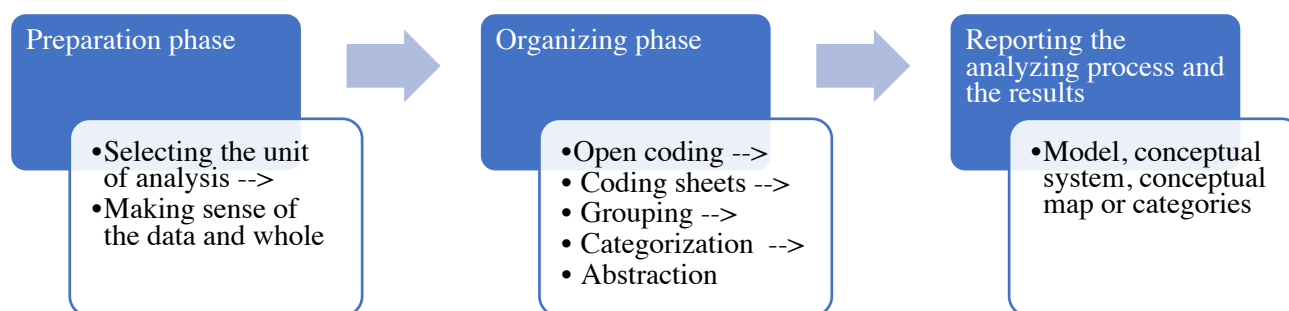 Preparation phase
•Selecting the unit
of analysis -->
•Making sense of
the data and whole
Organizing phase
•Open coding -->
• Coding sheets -->
• Grouping -->
• Categorization -->
• Abstraction
Reporting the
analyzing process and
the results
•Model, conceptual
system, conceptual
map or categories